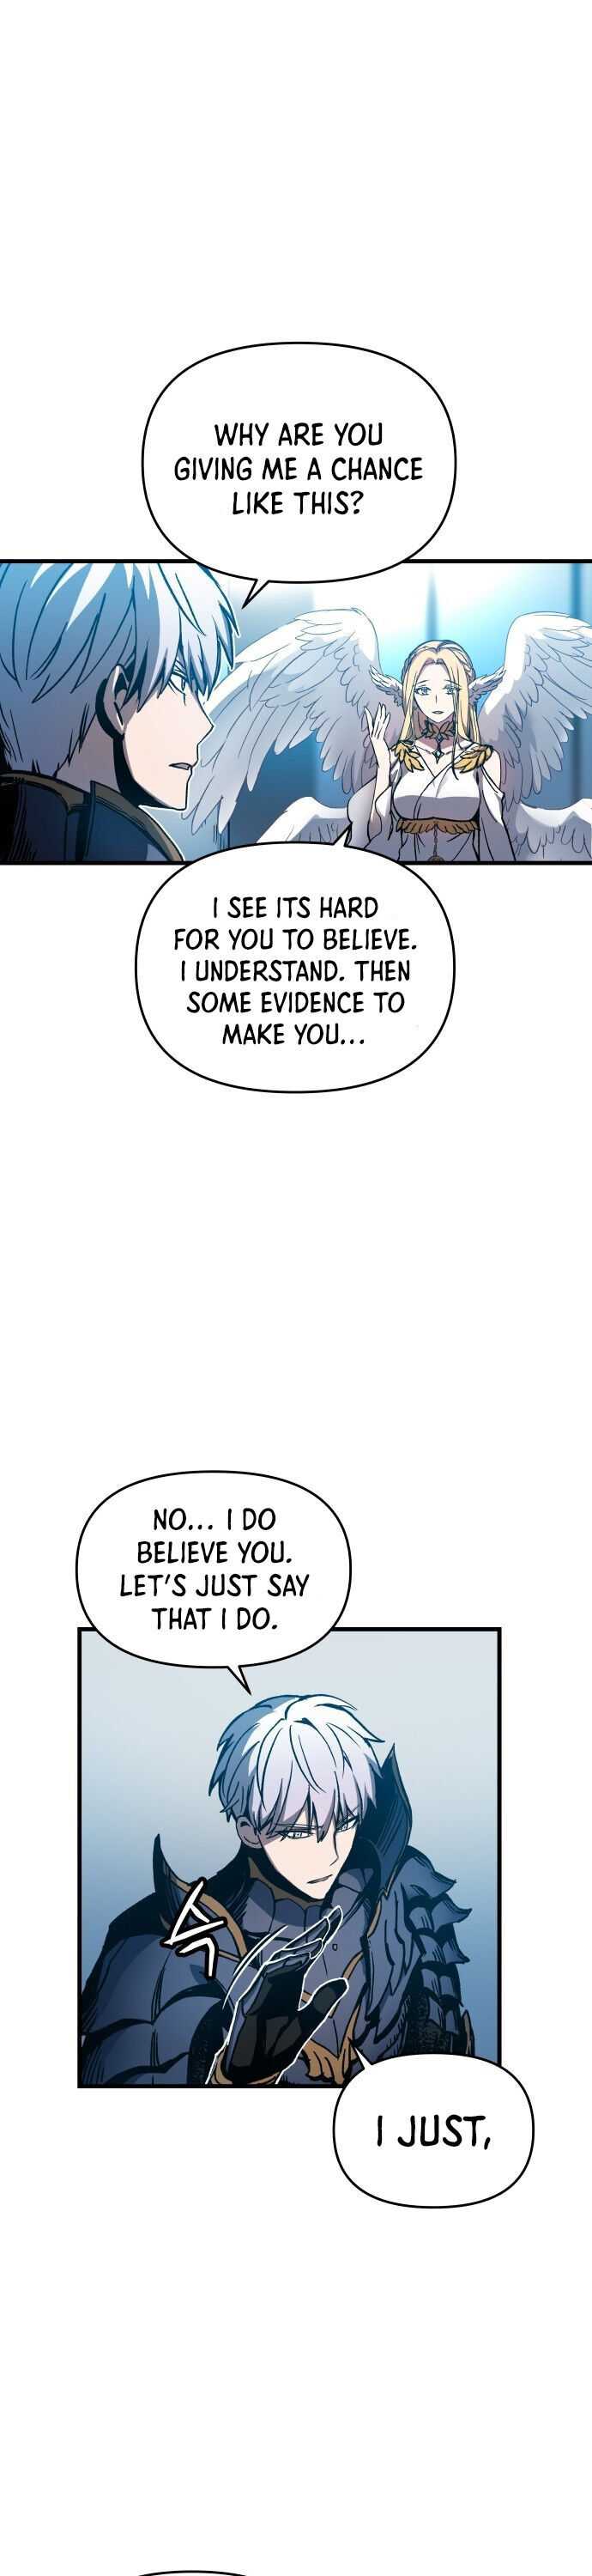 WHY ARE YOU
GIVING ME A CHANCE
LIKE THIS?
I SEE ITS HARD
FOR YOU TO BELIEVE.
I UNDERSTAND. THEN
SOME EVIDENCE TO
MAKE YOU...
NO... I DO
BELIEVE YOU.
LET'S JUST SAY
THAT I DO.
슥
I JUST,